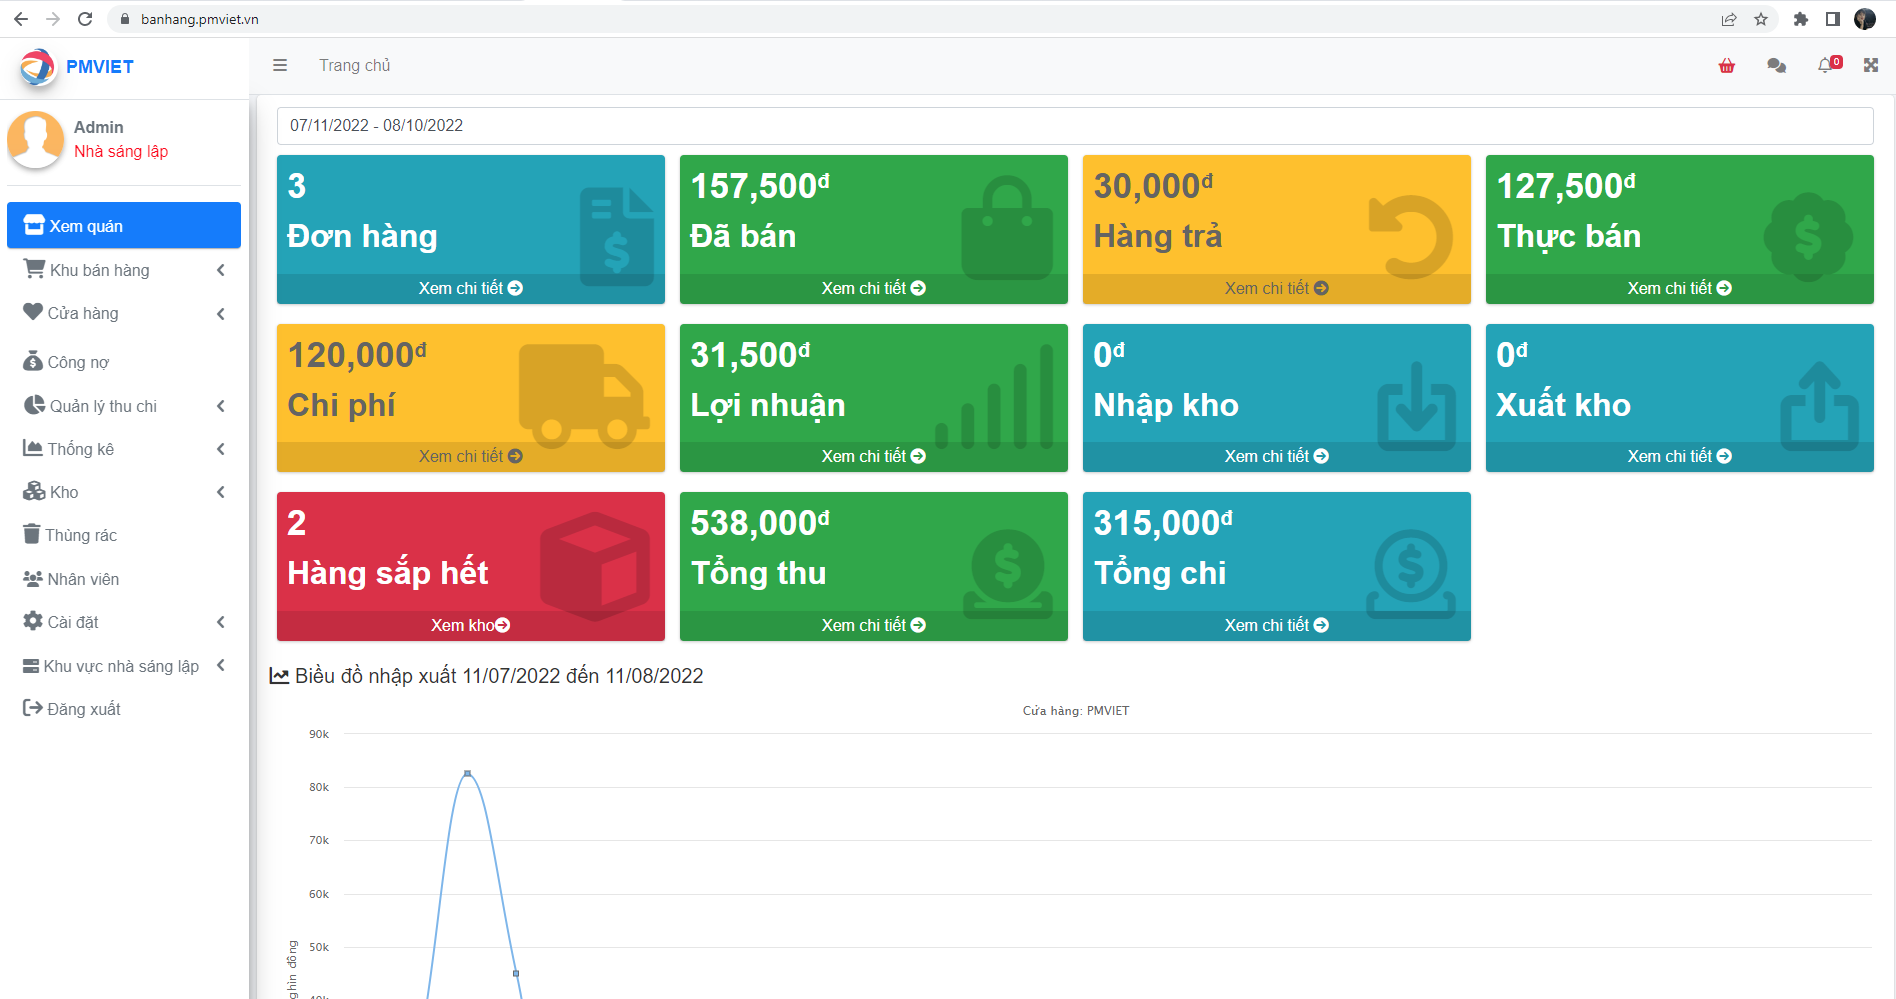 banhang.pmviet.vn
PMVIET
Trang chủ
0
Admin
Nhà sáng lập
Xem quán
Khu bán hàng
Cửa hàng
Công nợ
Quản lý thu chi
Thống kê
Kho
Thùng rác
Nhân viên
Cài đặt
Khu vực nhà sáng lập
Đăng xuất
07/11/2022 - 08/10/2022
3
Đơn hàng
Xem chi tiết
157,500đ
Đã bán
Xem chi tiết
30,000đ
Hàng trả
Xem chi tiết
127,500đ
Thực bán
Xem chi tiết
120,000đ
Chi phí
Xem chi tiết
31,500đ
Lợi nhuận
Xem chi tiết
0đ
Nhập kho
Xem chi tiết
0đ
Xuất kho
Xem chi tiết
2
Hàng sắp hết
Xem kho
538,000đ
Tổng thu
Xem chi tiết
315,000đ
Tổng chi
Xem chi tiết
Biểu đồ nhập xuất 11/07/2022 đến 11/08/2022
Cửa hàng: PMVIET
90k
80k
70k
60k
50k
40k